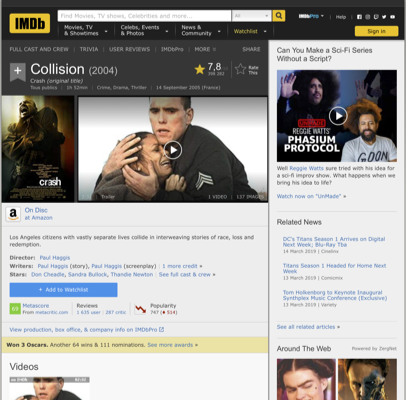 IMDb
Find Movies, TV shows, Celebrities and more...
All
Movies, TV & Showtimes
Celebs, Events & Photos
News & Community
Watchlist
IMDbPro
Help
Sign in
FULL CAST AND CREW | TRIVIA | USER REVIEWS | IMDbPro | MORE
SHARE
Collision (2004)
Crash (original title)
Tous publics | 1h 52min | Crime, Drama, Thriller | 14 September 2005 (France)
7,8
Rate This
crash
Trailer
1 VIDEO | 137 IMAGES
On Disc
at Amazon
Los Angeles citizens with vastly separate lives collide in interweaving stories of race, loss and
redemption.
Director: Paul Haggis
Writers: Paul Haggis (story), Paul Haggis (screenplay) | 1 more credit »
Stars: Don Cheadle, Sandra Bullock, Thandie Newton | See full cast & crew »
+ Add to Watchlist
Metascore
From metacritic.com
Reviews
1 635 user | 287 critic
Popularity
747 (514)
View production, box office, & company info on IMDbPro
Won 3 Oscars. Another 64 wins & 111 nominations. See more awards »
Videos
Can You Make a Sci-Fi Series
Without a Script?
REGGIE WATTS'
PHASIUM
PROTOCOL
Well Reggie Watts sure tried with his idea
for a sci-fi improv show. What happens when
we bring his idea to life?
Watch now on "UnMade" »
Related News
DC's Titans Season 1 Arrives on Digital
Next Week; Blu-Ray Tba
14 March 2019 | Cinelinx
Titans Season 1 Headed for Home Next
Week
13 March 2019 | Comicmix
Tom Holkenborg to Keynote Inaugural
Synthplex Music Conference (Exclusive)
13 March 2019 | Variety
See all related articles »
Around The Web
Powered by ZergNet